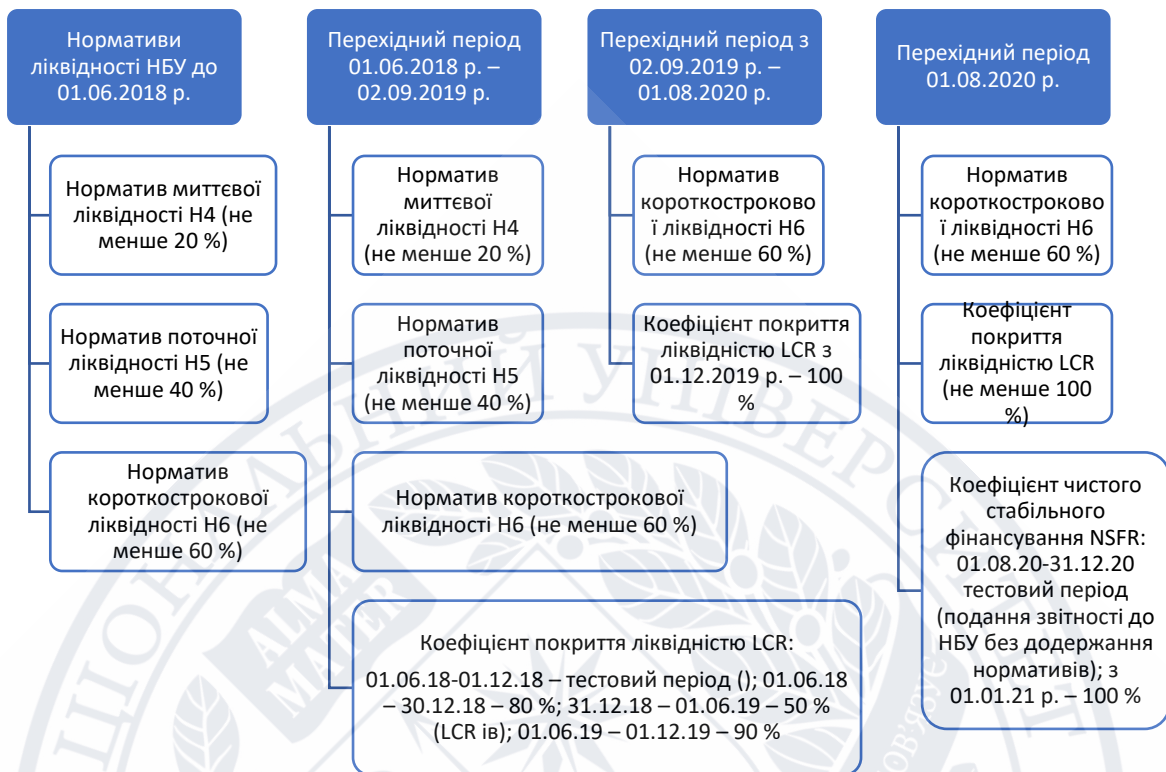 Нормативи
ліквідності НБУ до
01.06.2018 р.
Норматив миттєвої
ліквідності Н4 (не
менше 20 %)
Норматив поточної
ліквідності Н5 (не
менше 40 %)
Норматив
короткострокової
ліквідності Н6 (не
менше 60 %)
Перехідний період
01.06.2018 р. –
02.09.2019 р.
Норматив
миттєвої
ліквідності Н4
(не менше 20 %)
Норматив
поточної
ліквідності Н5
(не менше 40 %)
Норматив короткострокової
ліквідності Н6 (не менше 60 %)
Коефіцієнт покриття ліквідністю LCR:
01.06.18-01.12.18 – тестовий період (); 01.06.18
– 30.12.18 – 80 %; 31.12.18 – 01.06.19 – 50 %
(LCR ів); 01.06.19 – 01.12.19 – 90 %
Перехідний період з
02.09.2019 р. –
01.08.2020 р.
Норматив
короткостроково
ї ліквідності Н6
(не менше 60 %)
Коефіцієнт покриття
ліквідністю LCR з
01.12.2019 р. – 100
%
Перехідний період
01.08.2020 р.
Норматив
короткостроково
ї ліквідності Н6
(не менше 60 %)
Коефіцієнт
покриття
ліквідністю LCR
(не менше 100
%)
Коефіцієнт чистого
стабільного
фінансування NSFR:
01.08.20-31.12.20
тестовий період
(подання звітності до
НБУ без додержання
нормативів); з
01.01.21 р. – 100 %
ALMA
MATER